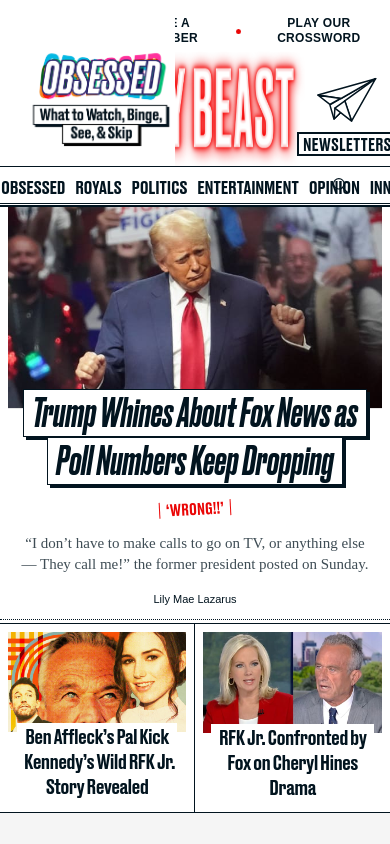 E A
BER
PLAY OUR
CROSSWORD
OBSESSED
What to Watch, Binge,
See, & Skip
Y BEAST
NEWSLETTERS
OBSESSED ROYALS POLITICS ENTERTAINMENT OPINION INN
FIGH
Trump Whines About Fox News as
Poll Numbers Keep Dropping
‘WRONG!!’
“I don’t have to make calls to go on TV, or anything else
— They call me!” the former president posted on Sunday.
Lily Mae Lazarus
Ben Affleck’s Pal Kick
Kennedy’s Wild RFK Jr.
Story Revealed
RFK Jr. Confronted by
Fox on Cheryl Hines
Drama